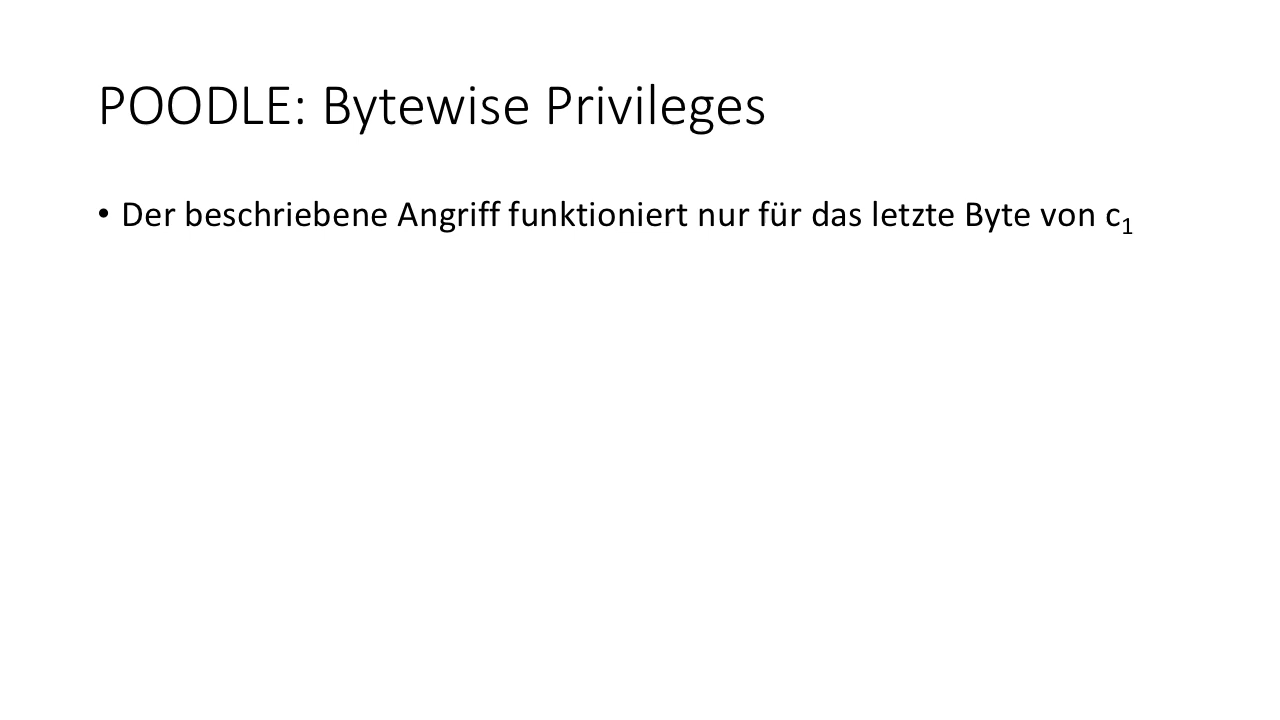 POODLE: Bytewise Privileges
• Der beschriebene Angriff funktioniert nur für das letzte Byte von c₁